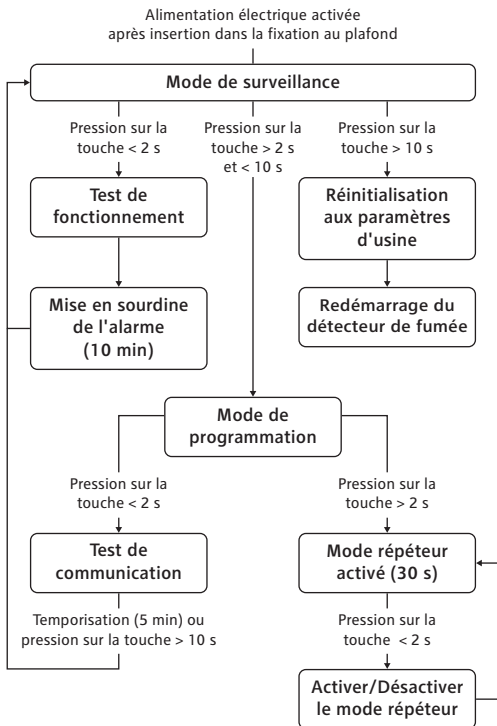 Alimentation électrique activée
après insertion dans la fixation au plafond
Mode de surveillance
Pression sur la
touche < 2 s
Pression sur la
touche > 2 s
et < 10 s
Pression sur la
touche > 10 s
Test de
fonctionnement
Réinitialisation
aux paramètres
d'usine
Mise en sourdine
de l'alarme
(10 min)
Redémarrage du
détecteur de fumée
Mode de
programmation
Pression sur la
touche < 2 s
Pression sur la
touche > 2 s
Test de
communication
Mode répéteur
activé (30 s)
Temporisation (5 min) ou
pression sur la touche > 10 s
Pression sur la
touche < 2 s
Activer/Désactiver
le mode répéteur